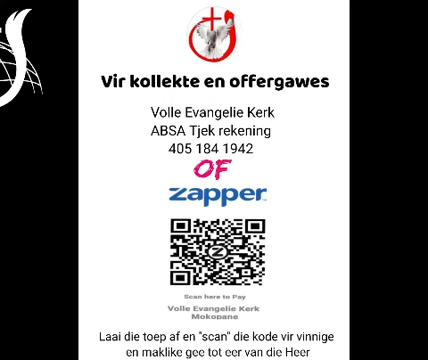 Vir kollekte en offergawes
Volle Evangelie Kerk
ABSA Tjek rekening
405 184 1942
OF
zapper
Scan here to Pay
Volle Evangelie Kerk
Mokopane
Laai die toep af en "scan" die kode vir vinnige
en maklike gee tot eer van die Heer